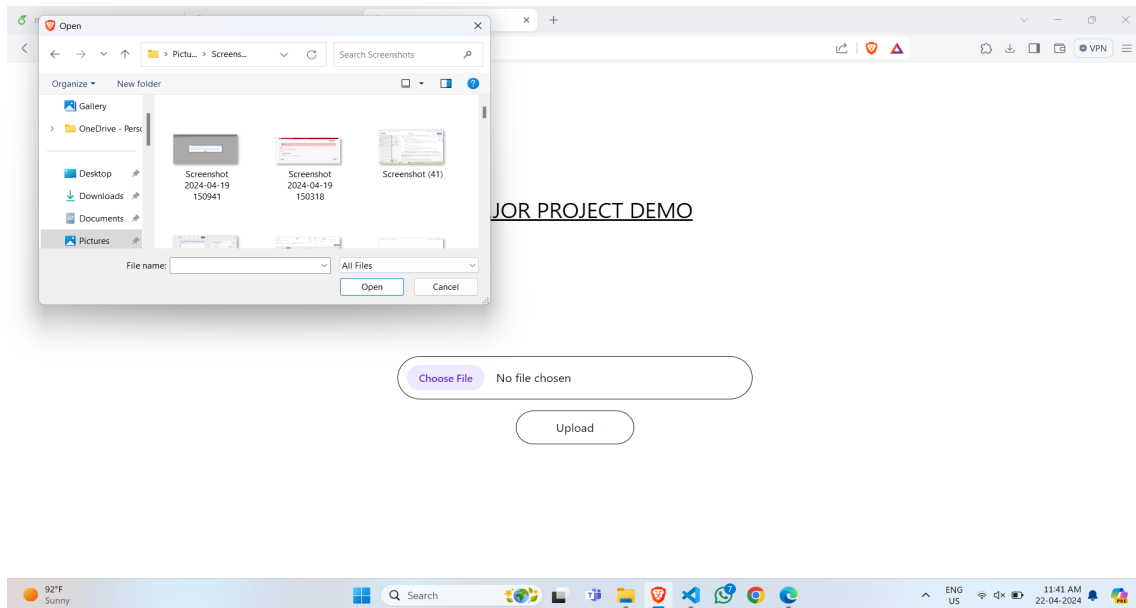 Open
Pictu...
Screens...
Search Screenshots
Organize
New folder
Gallery
OneDrive - Perso
Desktop
Downloads
Documents
Pictures
Screenshot
2024-04-19
150941
Screenshot
2024-04-19
150318
Screenshot (41)
File name:
All Files
Open
Cancel
VPN
JOR PROJECT DEMO
Choose File
No file chosen
Upload
92°F
Sunny
Search
7
ENG
US
11:41 AM
22-04-2024
PRE